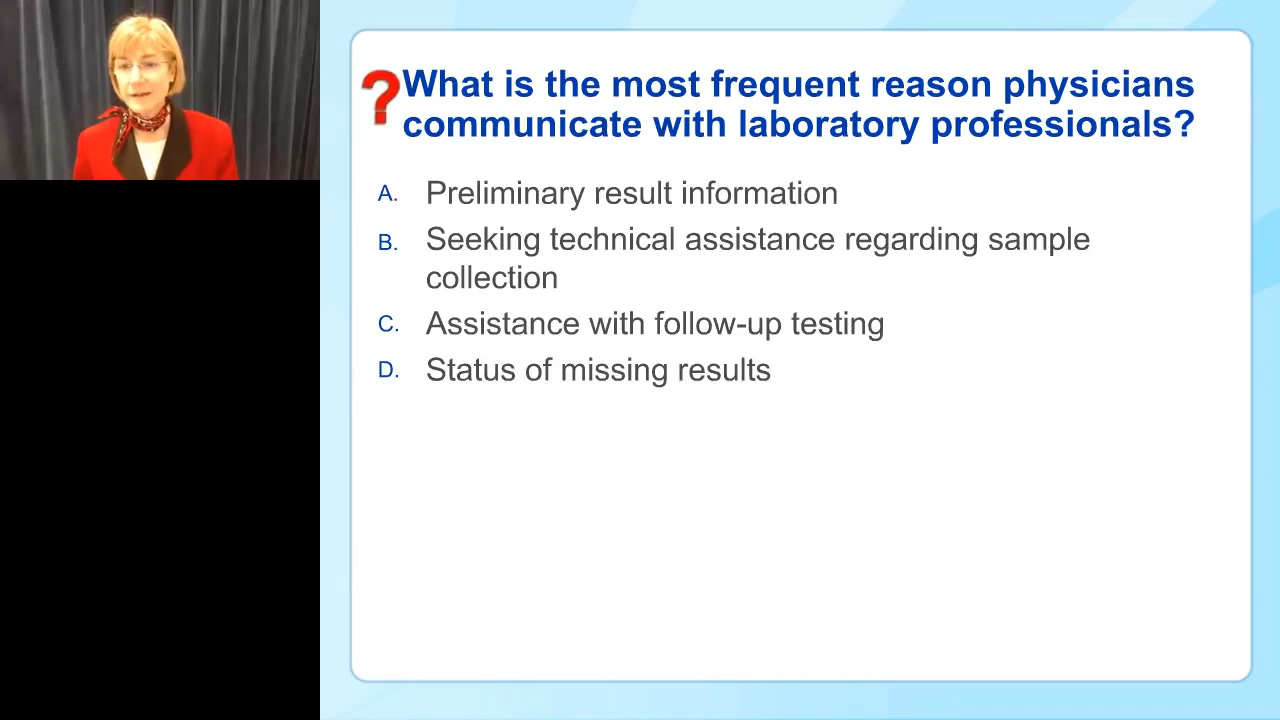 ?What is the most frequent reason physicians
communicate with laboratory professionals?
A. Preliminary result information
B. Seeking technical assistance regarding sample
collection
C. Assistance with follow-up testing
D. Status of missing results